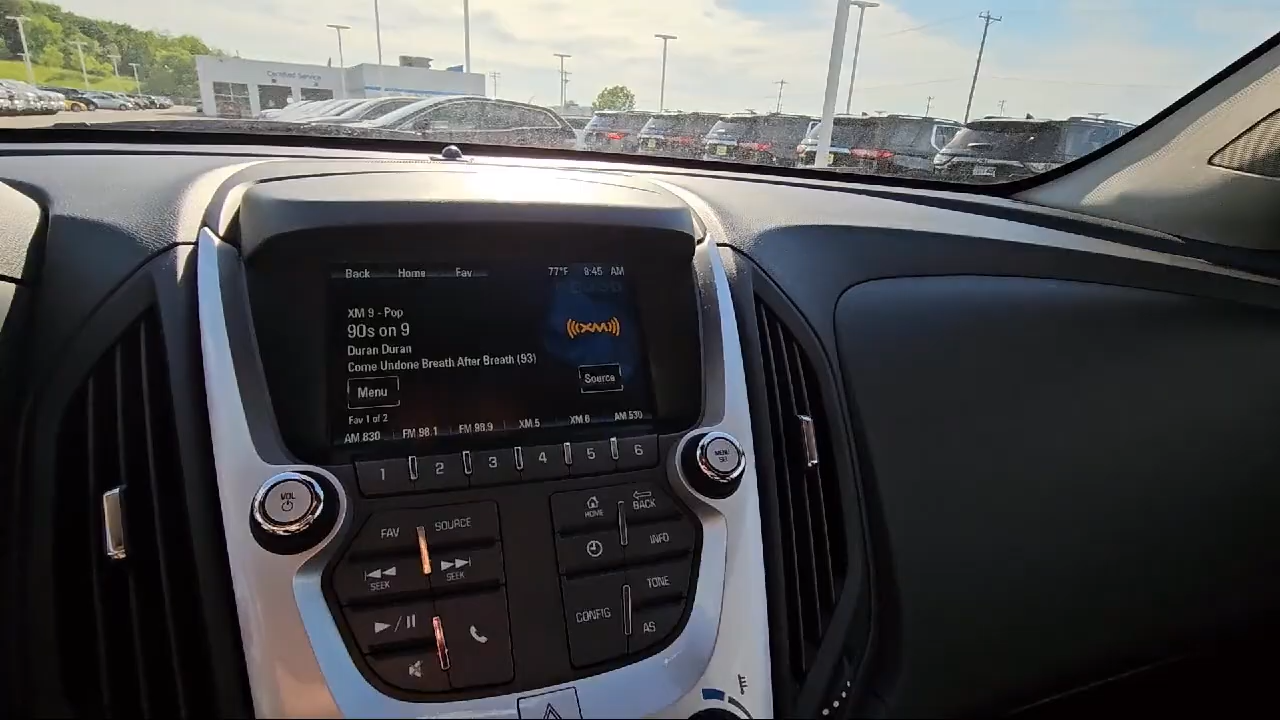 Certified Service
Back Home Fav 77°F 8:45 AM
XM 9 - Pop
90s on 9
Duran Duran
Come Undone Breath After Breath (93)
((XM))
Menu
Source
Fav 1 of 2
AM 830 FM 98.1 FM 98.9 XM 5 XM 6 AM 530
1 2 3 4 5 6
VOL
MENU
SEL
FAV SOURCE
HOME BACK
SEEK SEEK
INFO
CONFIG TONE
AS